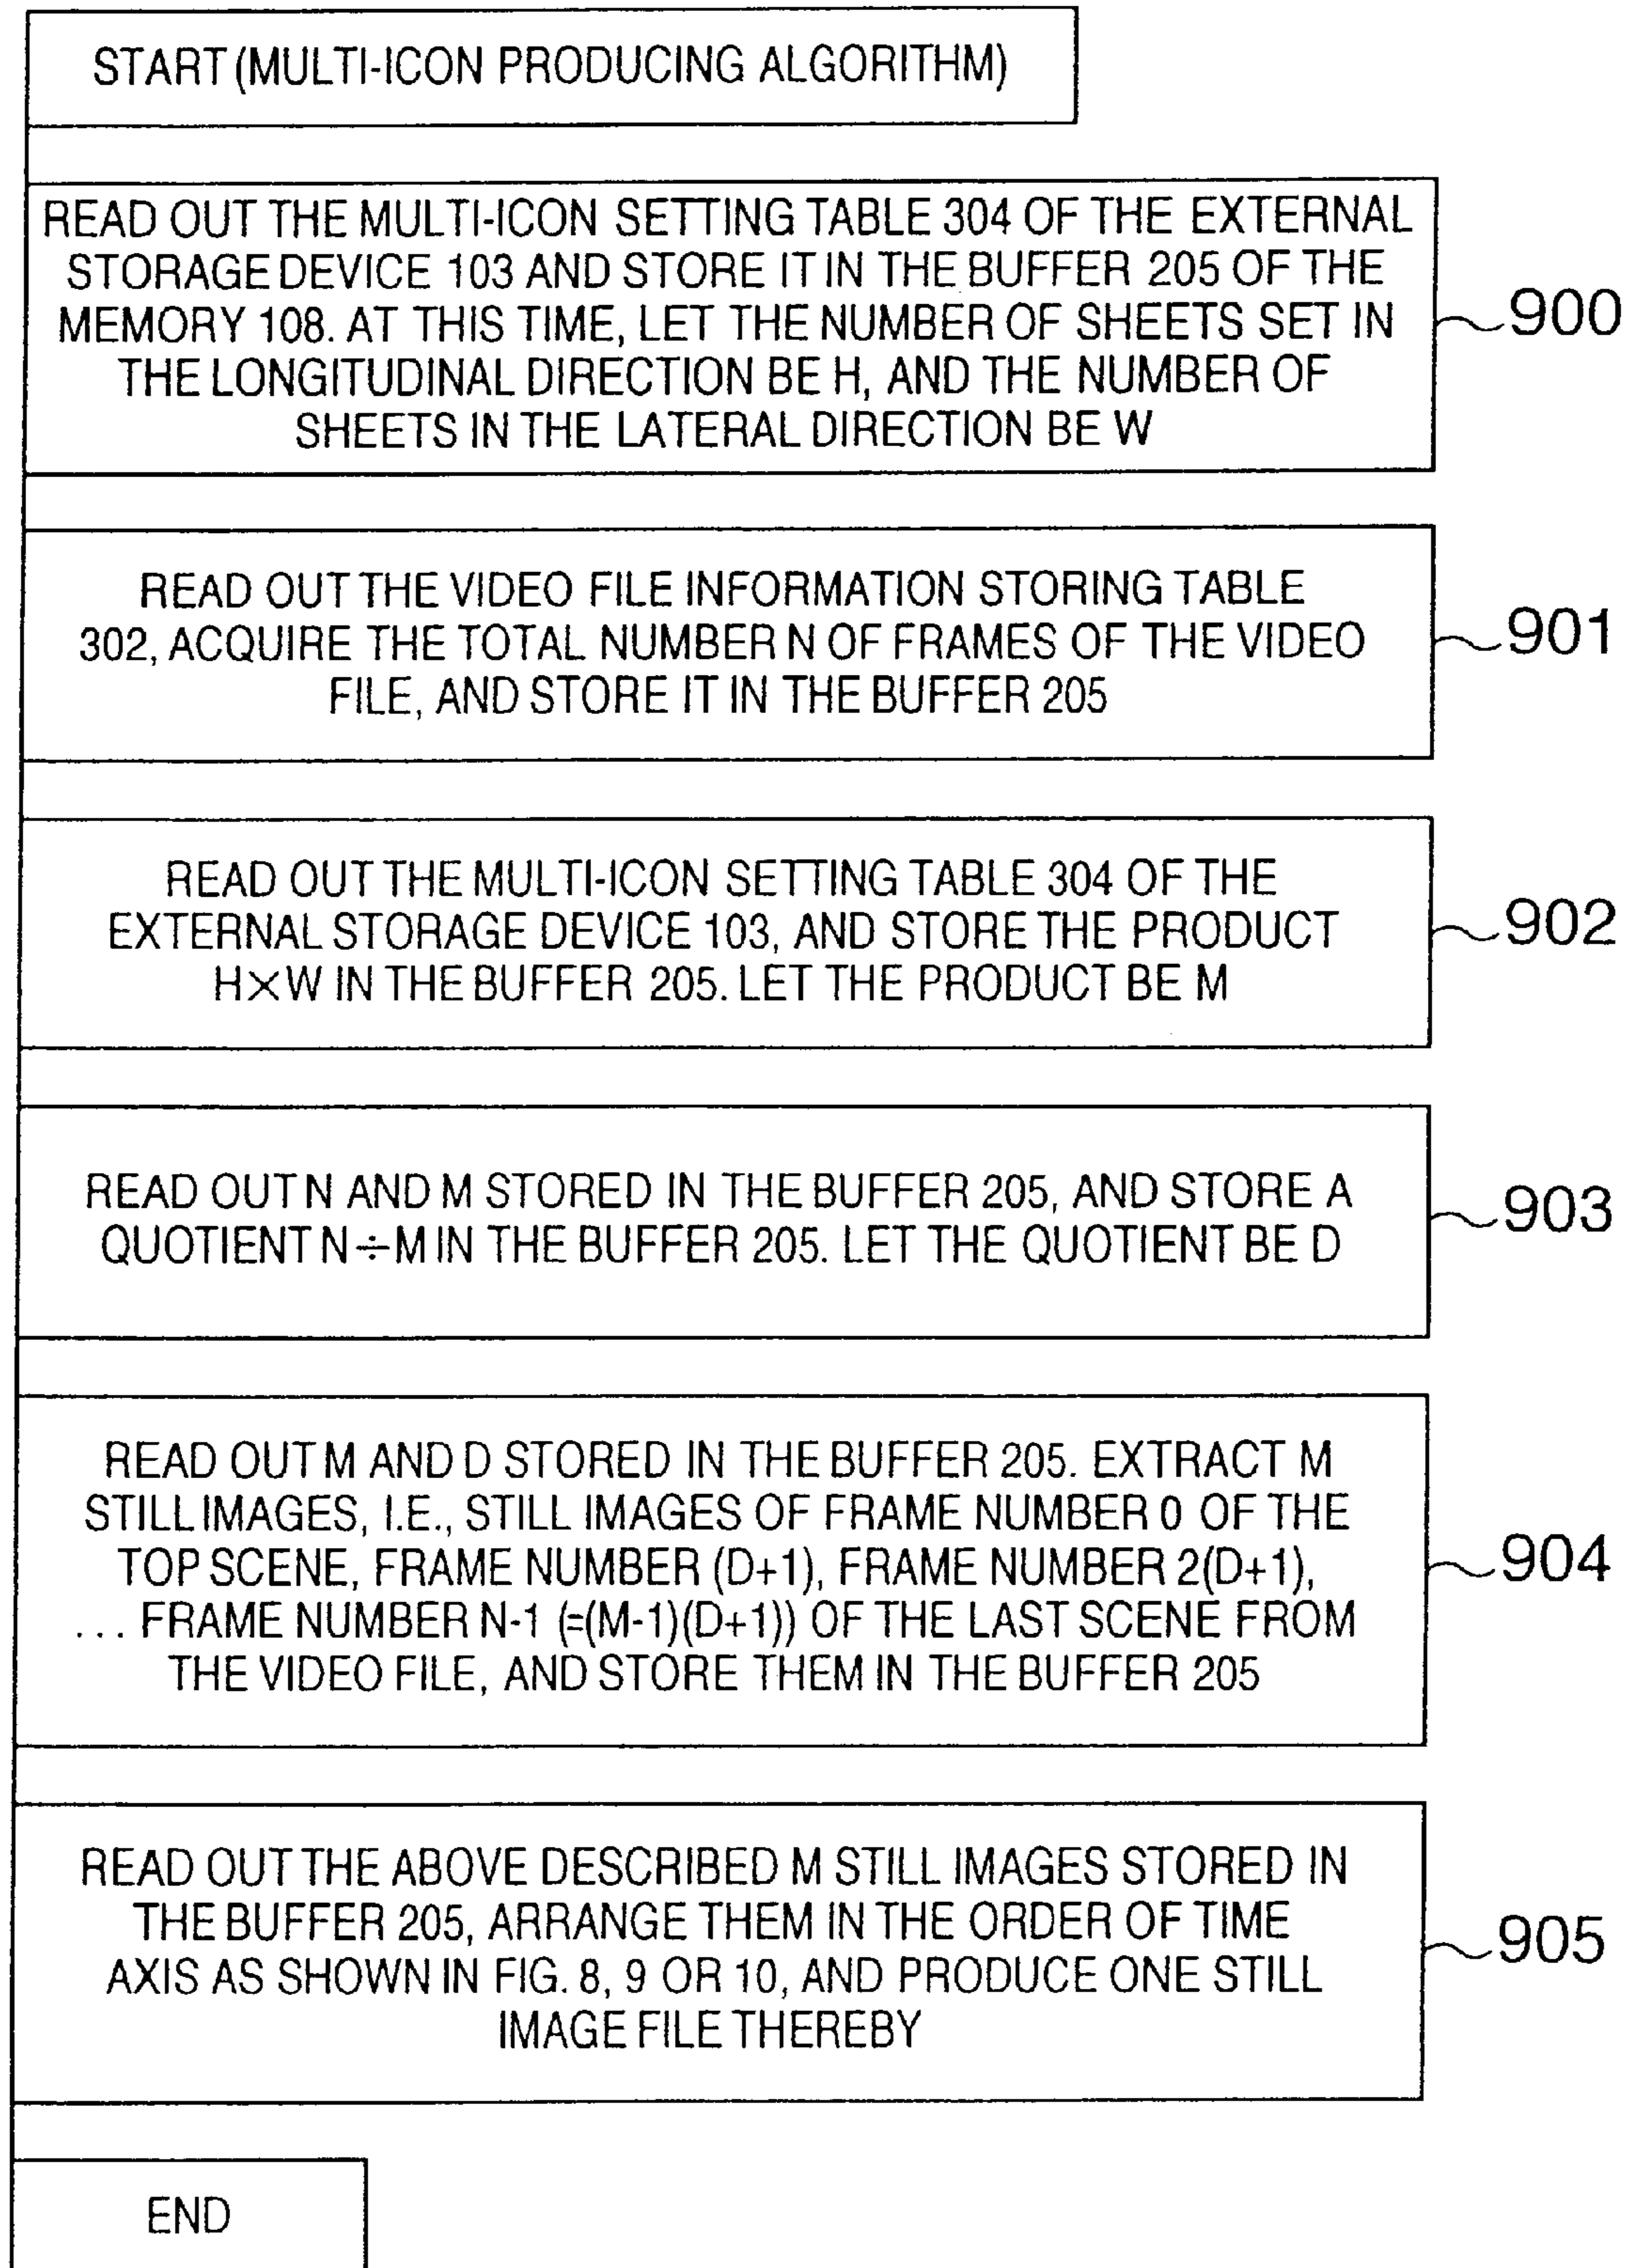 START (MULTI-ICON PRODUCING ALGORITHM)
READ OUT THE MULTI-ICON SETTING TABLE 304 OF THE EXTERNAL
STORAGE DEVICE 103 AND STORE IT IN THE BUFFER 205 OF THE
MEMORY 108. AT THIS TIME, LET THE NUMBER OF SHEETS SET IN
THE LONGITUDINAL DIRECTION BE H, AND THE NUMBER OF
SHEETS IN THE LATERAL DIRECTION BE W
900
READ OUT THE VIDEO FILE INFORMATION STORING TABLE
302, ACQUIRE THE TOTAL NUMBER N OF FRAMES OF THE VIDEO
FILE, AND STORE IT IN THE BUFFER 205
901
READ OUT THE MULTI-ICON SETTING TABLE 304 OF THE
EXTERNAL STORAGE DEVICE 103, AND STORE THE PRODUCT
H×W IN THE BUFFER 205. LET THE PRODUCT BE M
902
READ OUT N AND M STORED IN THE BUFFER 205, AND STORE A
QUOTIENT N÷M IN THE BUFFER 205. LET THE QUOTIENT BE D
903
READ OUT M AND D STORED IN THE BUFFER 205. EXTRACT M
STILL IMAGES, I.E., STILL IMAGES OF FRAME NUMBER 0 OF THE
TOP SCENE, FRAME NUMBER (D+1), FRAME NUMBER 2(D+1),
... FRAME NUMBER N-1 (=(M-1)(D+1)) OF THE LAST SCENE FROM
THE VIDEO FILE, AND STORE THEM IN THE BUFFER 205
904
READ OUT THE ABOVE DESCRIBED M STILL IMAGES STORED IN
THE BUFFER 205, ARRANGE THEM IN THE ORDER OF TIME
AXIS AS SHOWN IN FIG. 8, 9 OR 10, AND PRODUCE ONE STILL
IMAGE FILE THEREBY
905
END